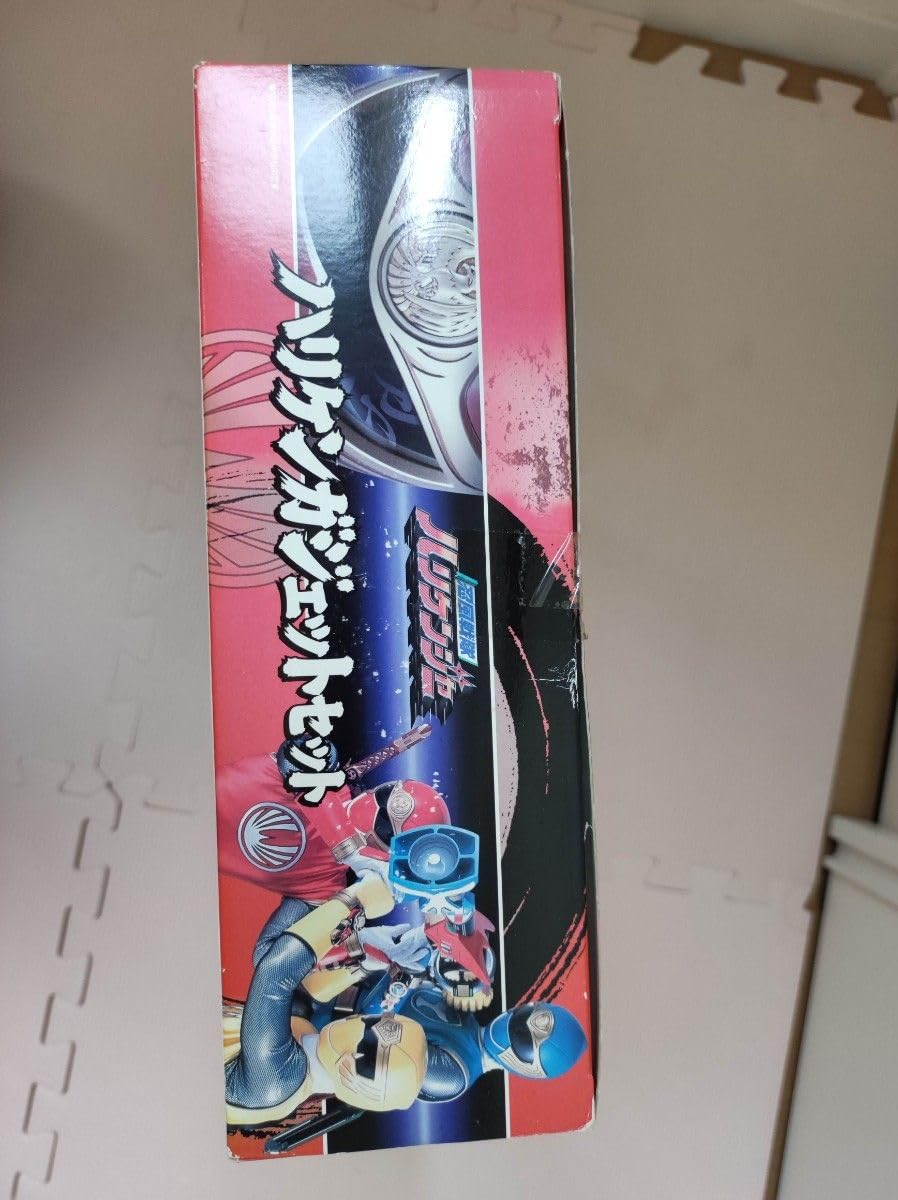 忍風戦隊
ハリケンジャー
ハリケンガジェットセット